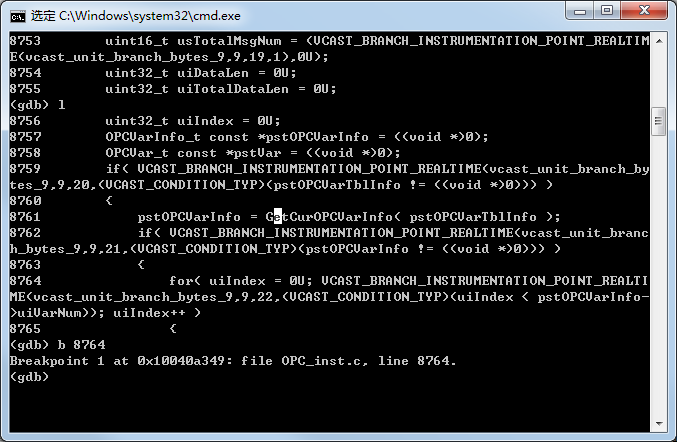 选定 C:\Windows\system32\cmd.exe
8753        uint16_t usTotalMsgNum = (VCAST_BRANCH_INSTRUMENTATION_POINT_REALTIM
E(vcast_unit_branch_bytes_9,9,19,1),0U);
8754        uint32_t uiDataLen = 0U;
8755        uint32_t uiTotalDataLen = 0U;
(gdb) l
8756        uint32_t uiIndex = 0U;
8757        OPCVarInfo_t const *pstOPCVarInfo = ((void *)0);
8758        OPCVar_t const *pstVar = ((void *)0);
8759        if( VCAST_BRANCH_INSTRUMENTATION_POINT_REALTIME(vcast_unit_branch_by
tes_9,9,20,(VCAST_CONDITION_TYP)(pstOPCVarTblInfo != ((void *)0))) )
8760        {
8761            pstOPCVarInfo = GetCurOPCVarInfo( pstOPCVarTblInfo );
8762            if( VCAST_BRANCH_INSTRUMENTATION_POINT_REALTIME(vcast_unit_branc
h_bytes_9,9,21,(VCAST_CONDITION_TYP)(pstOPCVarInfo != ((void *)0))) )
8763            {
8764                for( uiIndex = 0U; VCAST_BRANCH_INSTRUMENTATION_POINT_REALTI
ME(vcast_unit_branch_bytes_9,9,22,(VCAST_CONDITION_TYP)(uiIndex < pstOPCVarInfo-
>uiVarNum)); uiIndex++ )
8765                {
(gdb) b 8764
Breakpoint 1 at 0x10040a349: file OPC_inst.c, line 8764.
(gdb)